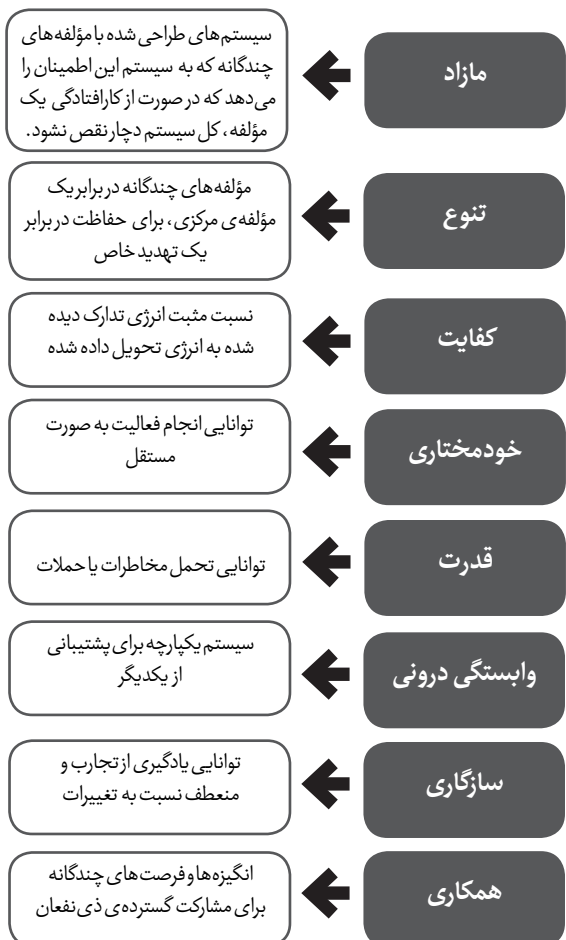 مازاد
سیستم‌های طراحی شده با مؤلفه‌های
چندگانه که به سیستم این اطمینان را
می‌دهد که در صورت از کارافتادگی یک
مؤلفه، کل سیستم دچار نقص نشود.
تنوع
مؤلفه‌های چندگانه در برابر یک
مؤلفه‌ی مرکزی، برای حفاظت در برابر
یک تهدید خاص
کفایت
نسبت مثبت انرژی تدارک دیده
شده به انرژی تحویل داده شده
خودمختاری
توانایی انجام فعالیت به صورت
مستقل
قدرت
توانایی تحمل مخاطرات یا حملات
وابستگی درونی
سیستم یکپارچه برای پشتیبانی
از یکدیگر
سازگاری
توانایی یادگیری از تجارب و
منعطف نسبت به تغییرات
همکاری
انگیزه‌ها و فرصت‌های چندگانه
برای مشارکت گسترده‌ی ذی‌نفعان